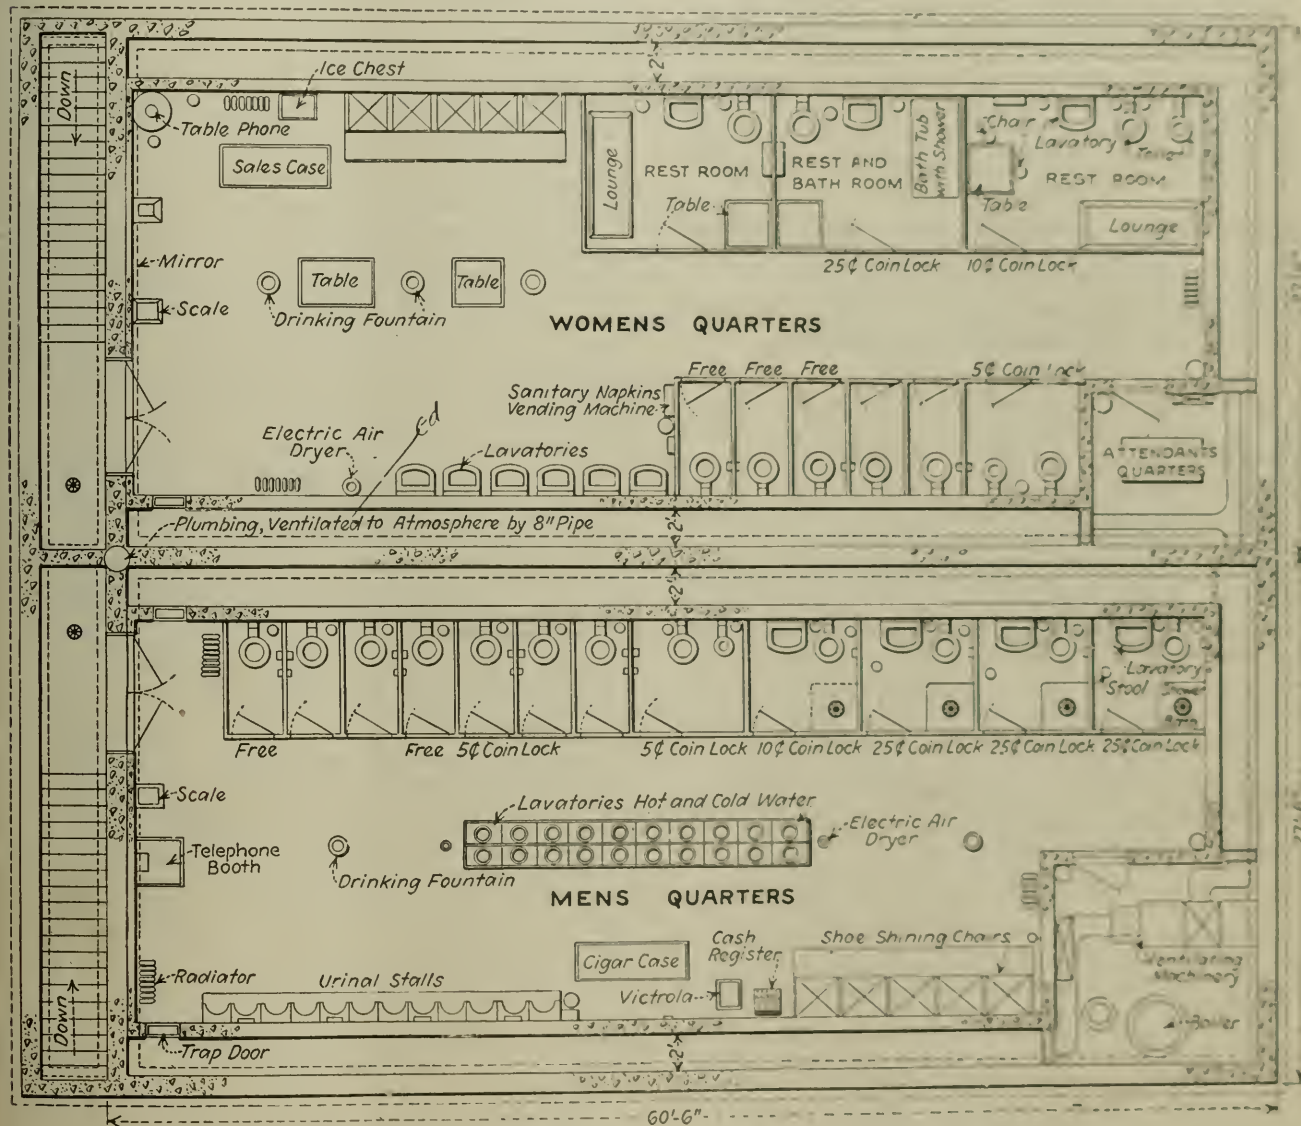 Down
Ice Chest
Table Phone
Sales Case
2'
Lounge
REST ROOM
Table
REST AND
BATH ROOM
Bath Tub
with Shower
Chair
Lavatory
Toilet
REST ROOM
Table
Lounge
25¢ Coin Lock
10¢ Coin Lock
Mirror
Scale
Table
Table
Drinking Fountain
WOMENS QUARTERS
Free
Free
Free
5¢ Coin Lock
Sanitary Napkins
Vending Machine
Electric Air
Dryer
Lavatories
ATTENDANTS
QUARTERS
Plumbing, Ventilated to Atmosphere by 8" Pipe
2'
2'
Lavatory
Stool
Shower
Free
Free
5¢ Coin Lock
5¢ Coin Lock
10¢ Coin Lock
25¢ Coin Lock
25¢ Coin Lock
25¢ Coin Lock
Scale
Lavatories Hot and Cold Water
Electric Air
Dryer
Telephone
Booth
Drinking Fountain
MENS QUARTERS
Cigar Case
Cash
Register
Shoe Shining Chairs
Victrola
Ventilating
Machinery
Boiler
Radiator
Urinal Stalls
Down
Trap Door
2'
60'-6"